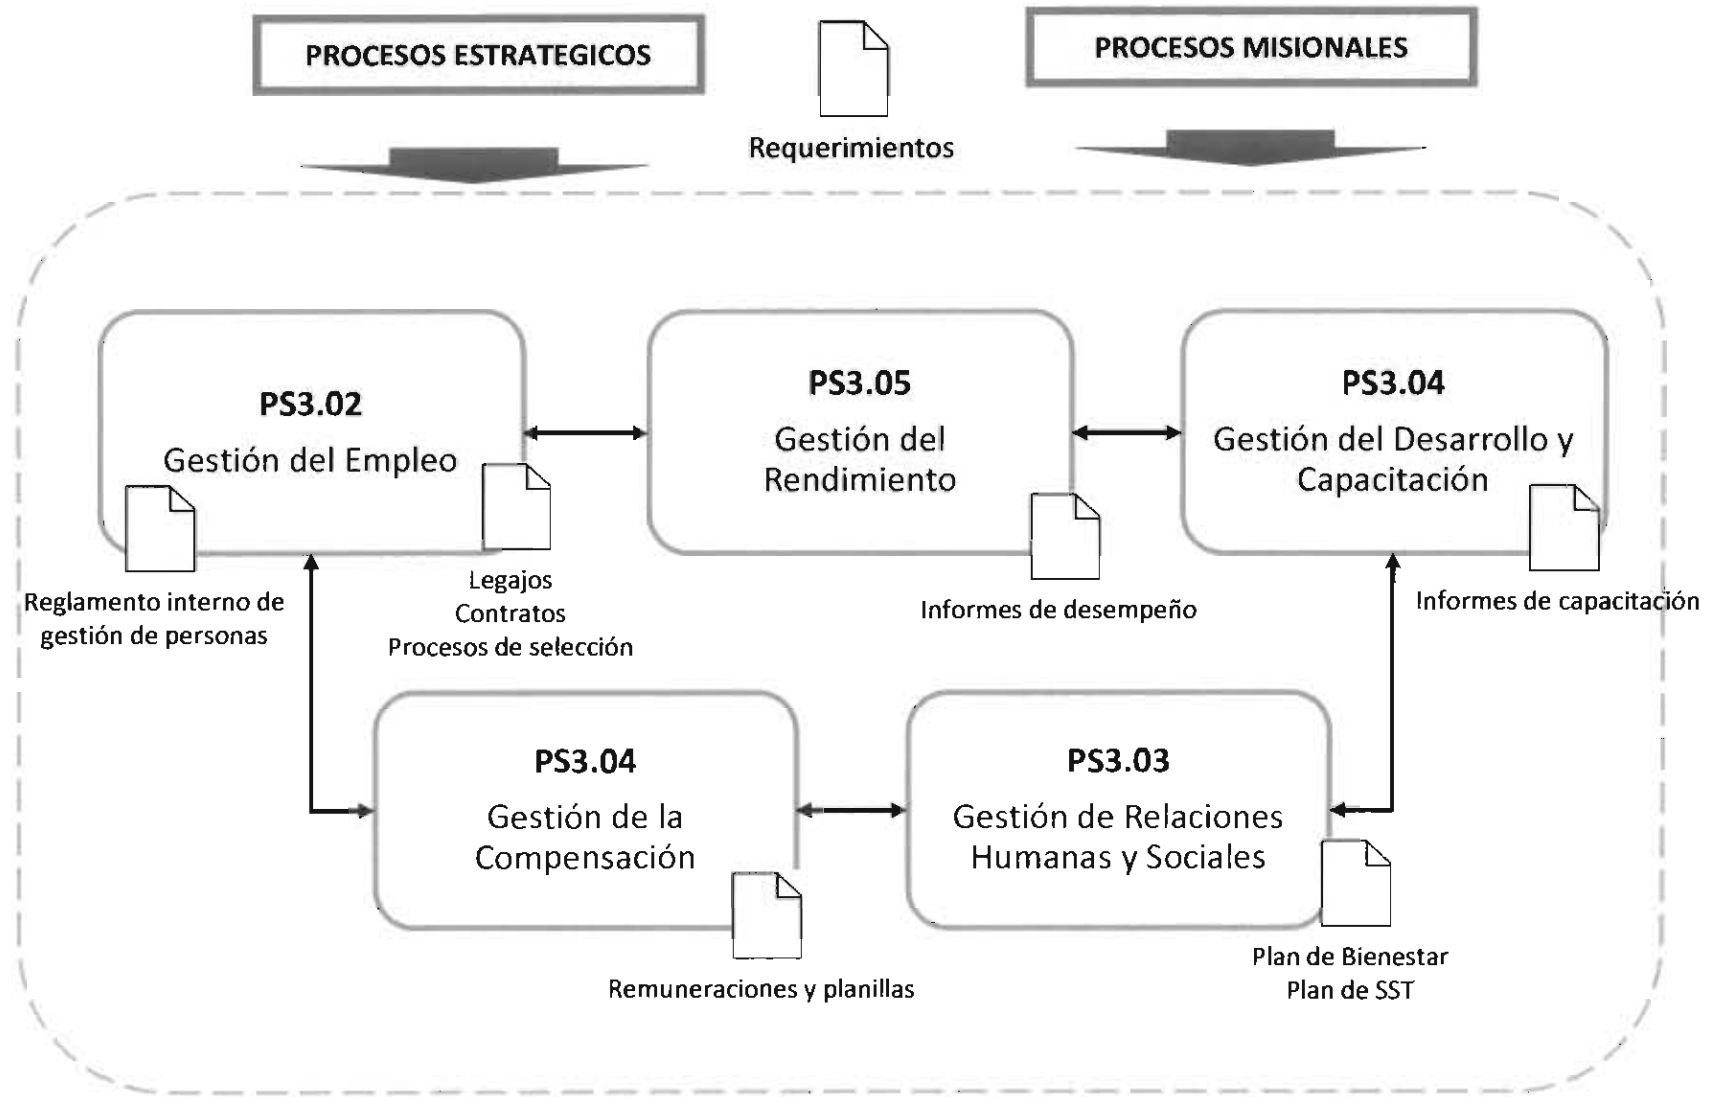 PROCESOS ESTRATEGICOS
PROCESOS MISIONALES
Requerimientos
PS3.02
Gestión del Empleo
PS3.05
Gestión del
Rendimiento
PS3.04
Gestión del Desarrollo y
Capacitación
Reglamento interno de
gestión de personas
Legajos
Contratos
Procesos de selección
Informes de desempeño
Informes de capacitación
PS3.04
Gestión de la
Compensación
PS3.03
Gestión de Relaciones
Humanas y Sociales
Remuneraciones y planillas
Plan de Bienestar
Plan de SST